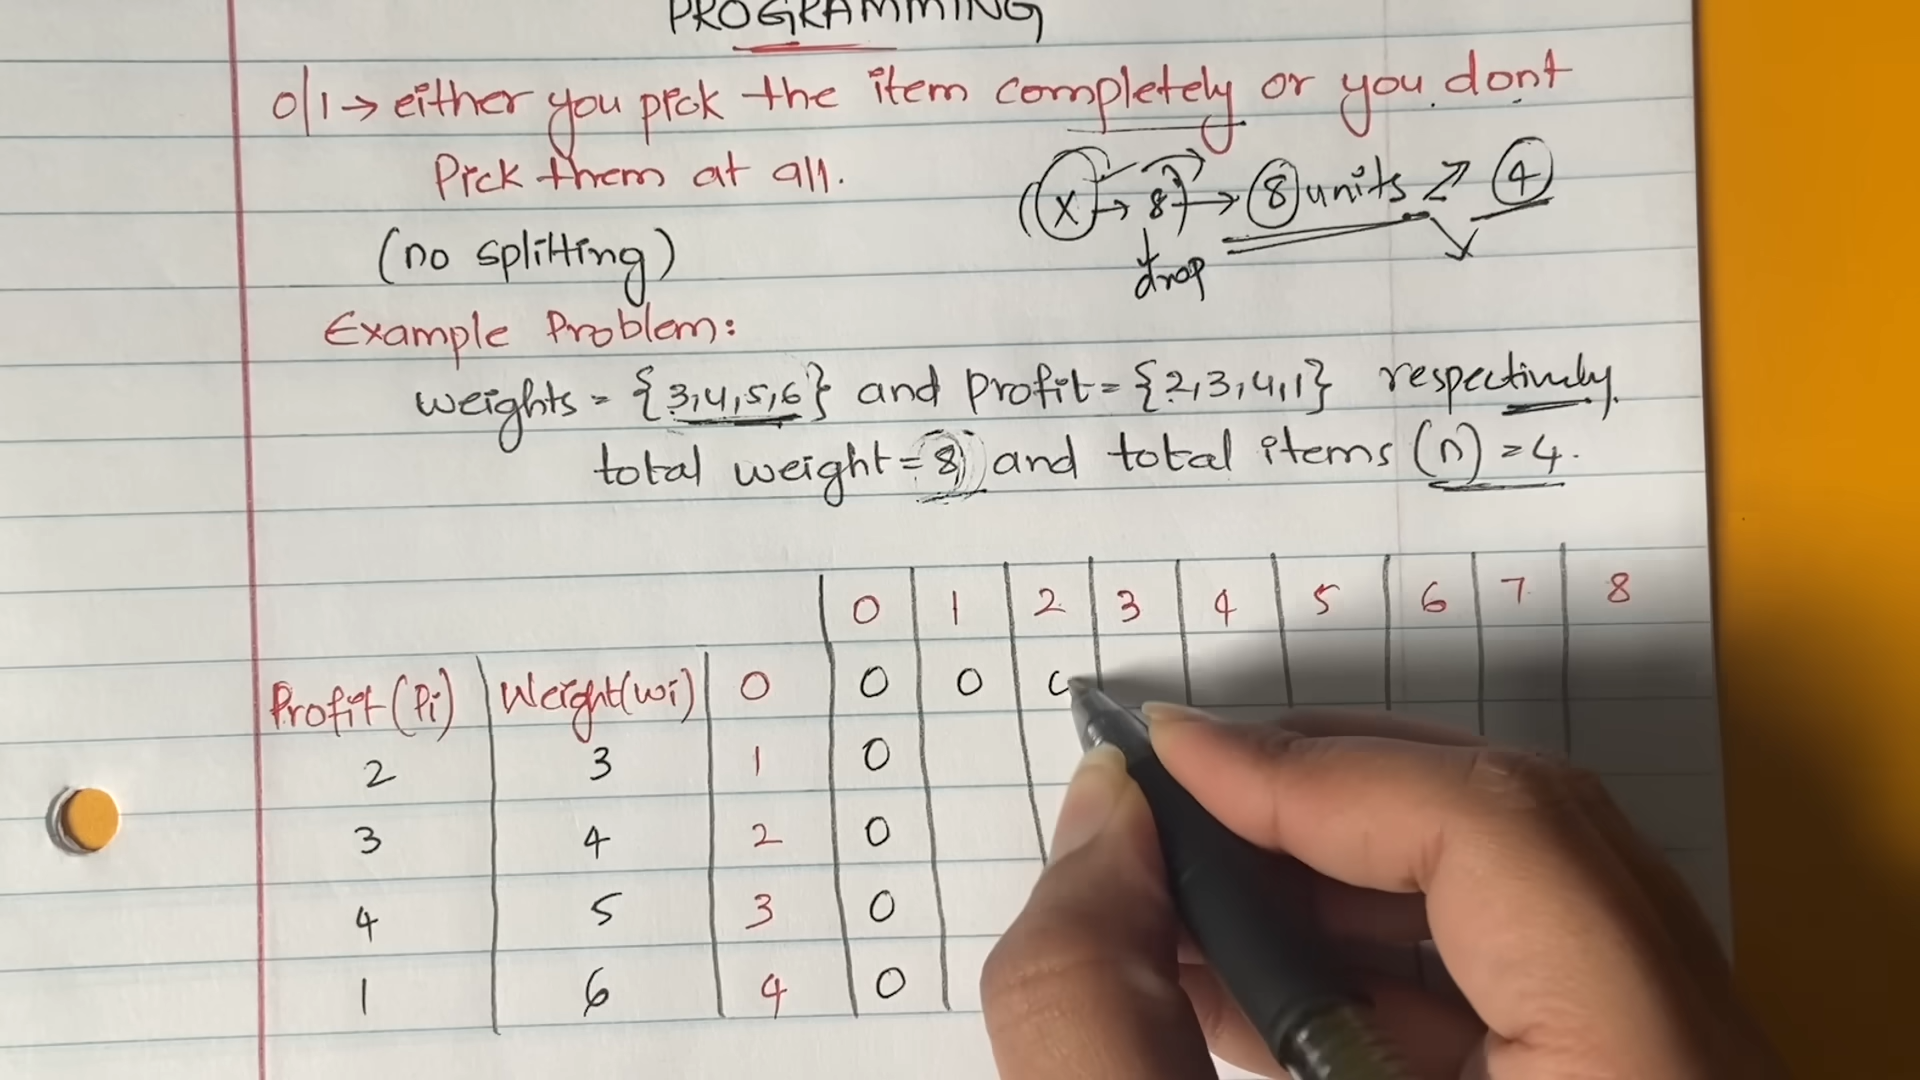 PROGRAMMING
0/1→ either you pick the item completely or you dont
Pick them at all.
(x → 8) → 8 units > 4
drop
(no splitting)
Example Problem:
weights = {3,4,5,6} and Profit = {2,3,4,1} respectively.
total weight = 8 and total items (n) = 4.
0 1 2 3 4 5 6 7 8
Profit(Pi) Weight(wi) 0 0 0
2 3 1 0
3 4 2 0
4 5 3 0
1 6 4 0